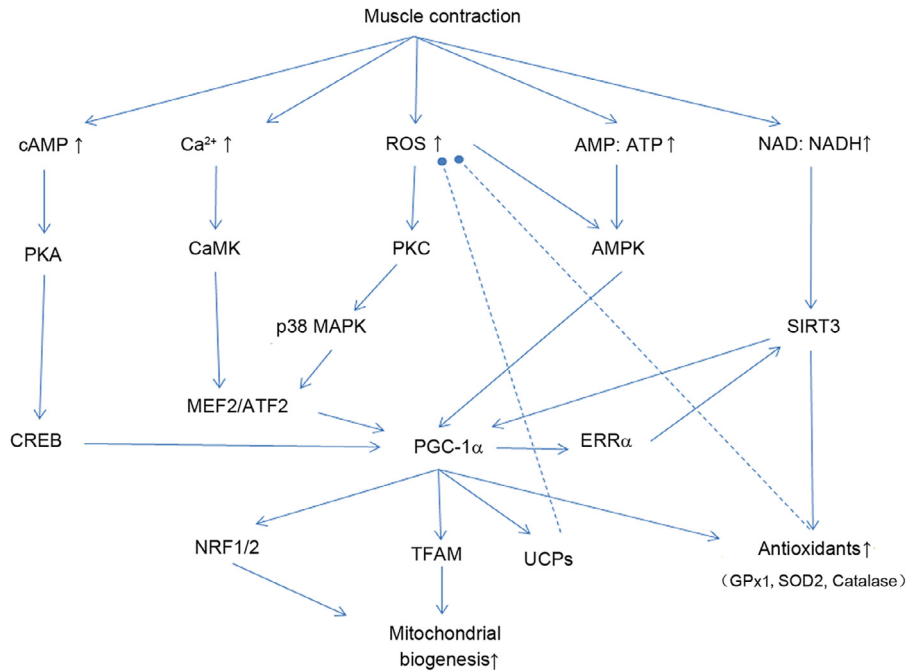 Muscle contraction
cAMP ↑
Ca²⁺ ↑
ROS ↑
AMP: ATP ↑
NAD: NADH↑
PKA
CaMK
PKC
AMPK
p38 MAPK
SIRT3
MEF2/ATF2
CREB
PGC-1α
ERRα
NRF1/2
TFAM
UCPs
Antioxidants↑
(GPx1, SOD2, Catalase)
Mitochondrial
biogenesis↑